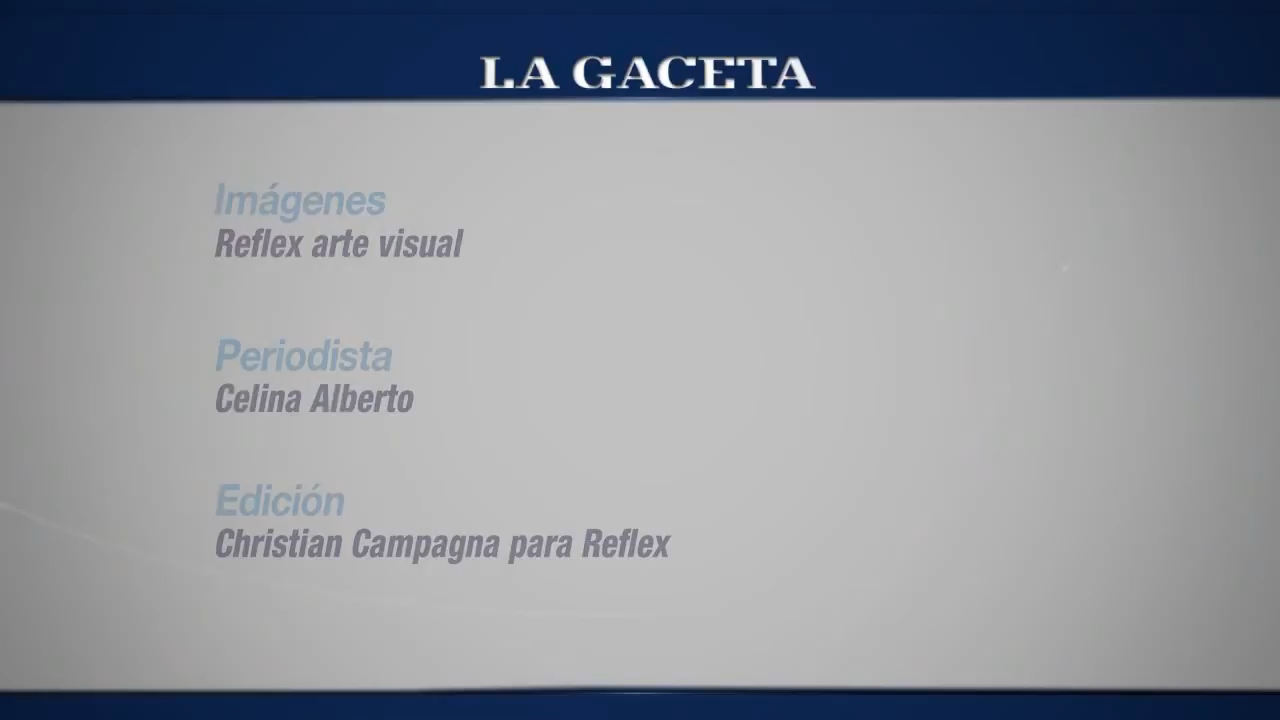 LA GACETA
Imágenes
Reflex arte visual
Periodista
Celina Alberto
Edición
Christian Campagna para Reflex